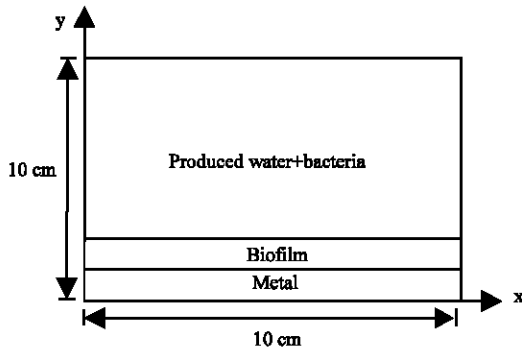 y
Produced water+bacteria
10 cm
Biofilm
Metal
x
10 cm